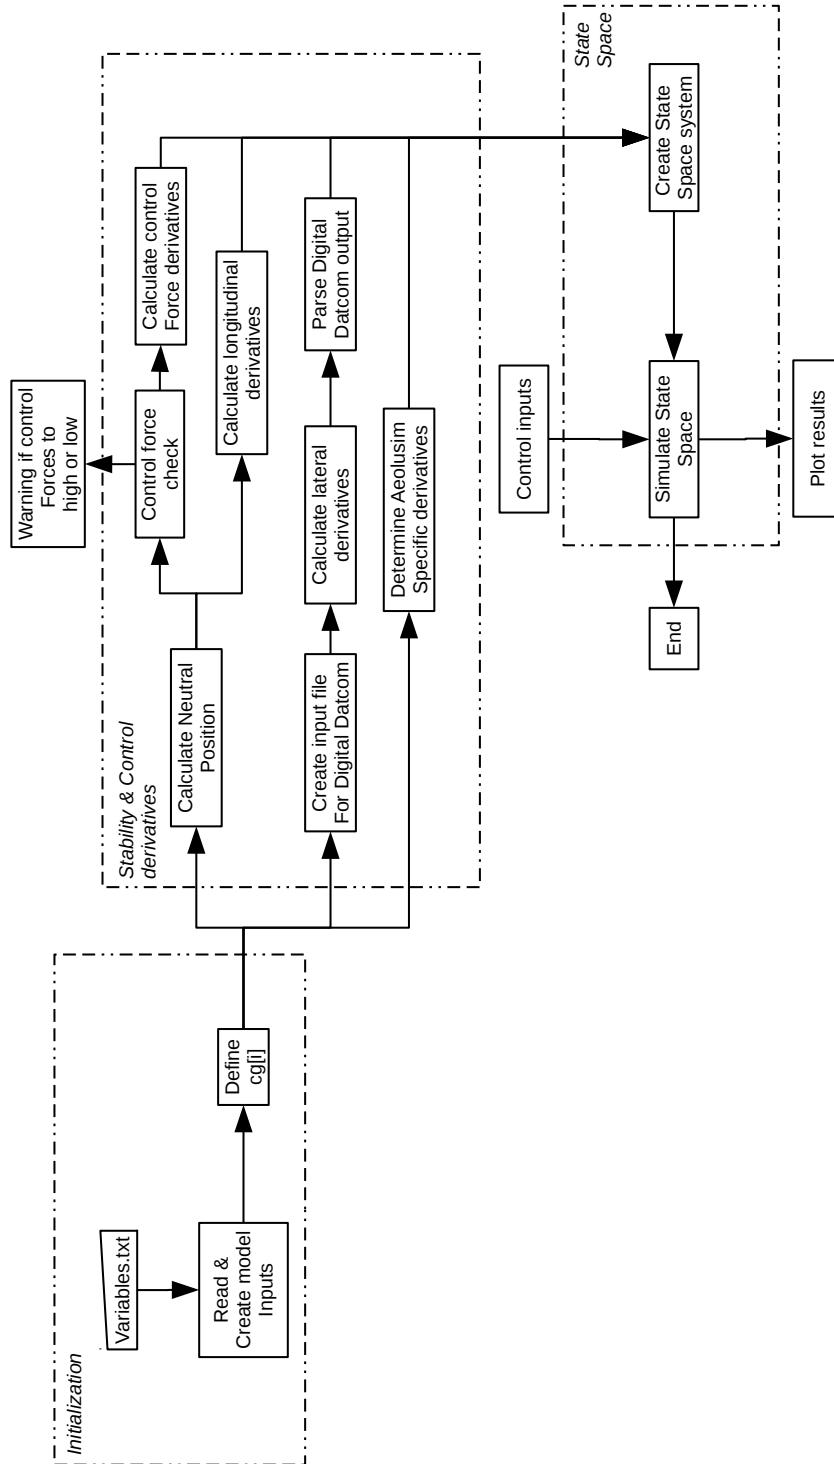 Initialization
Variables.txt
Read &
Create model
Inputs
Define
cg[i]
Stability & Control
derivatives
Calculate Neutral
Position
Warning if control
Forces to
high or low
Control force
check
Calculate control
Force derivatives
Calculate longitudinal
derivatives
Create input file
For Digital Datcom
Calculate lateral
derivatives
Parse Digital
Datcom output
Determine Aeolusim
Specific derivatives
State
Space
Create State
Space system
Control inputs
Simulate State
Space
Plot results
End